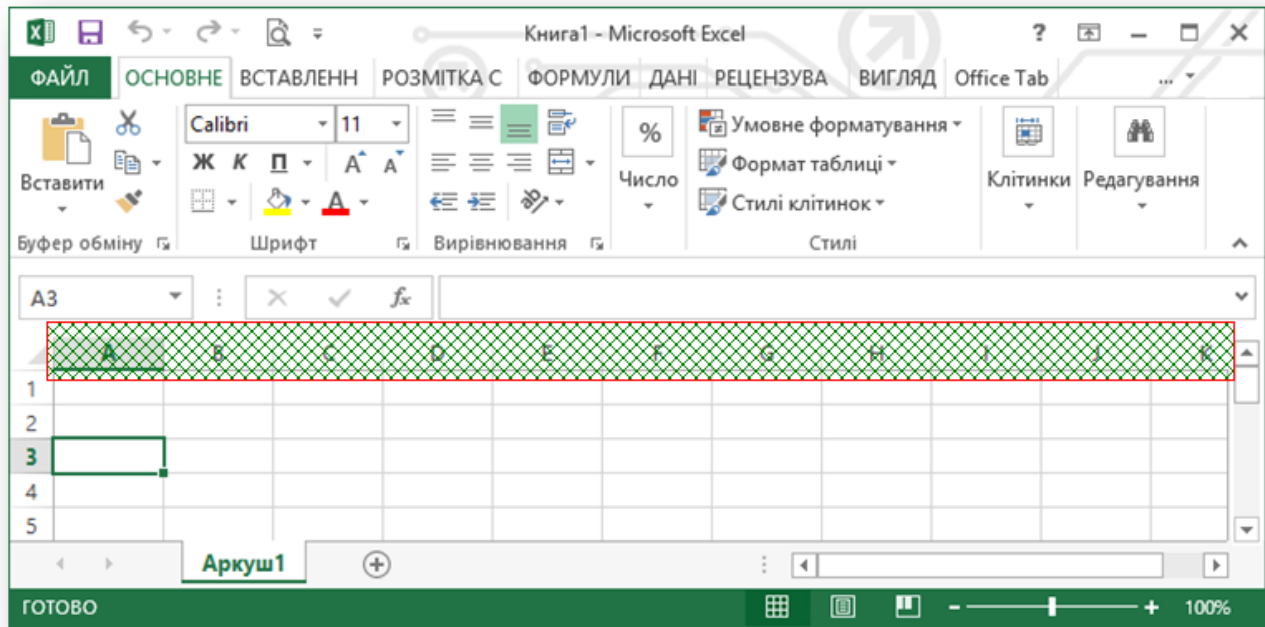 Книга1 - Microsoft Excel ?
ФАЙЛ ОСНОВНЕ ВСТАВЛЕНН РОЗМІТКА С ФОРМУЛИ ДАНІ РЕЦЕНЗУВА ВИГЛЯД Office Tab ...
Calibri 11 % Умовне форматування
Вставити Ж К П А А Число Формат таблиці Клітинки Редагування
А Стилі клітинок
Буфер обміну Шрифт Вирівнювання Стилі
A3 fx
A B C D E F G H I J K
1
2
3
4
5
Аркуш1
ГОТОВО 100%